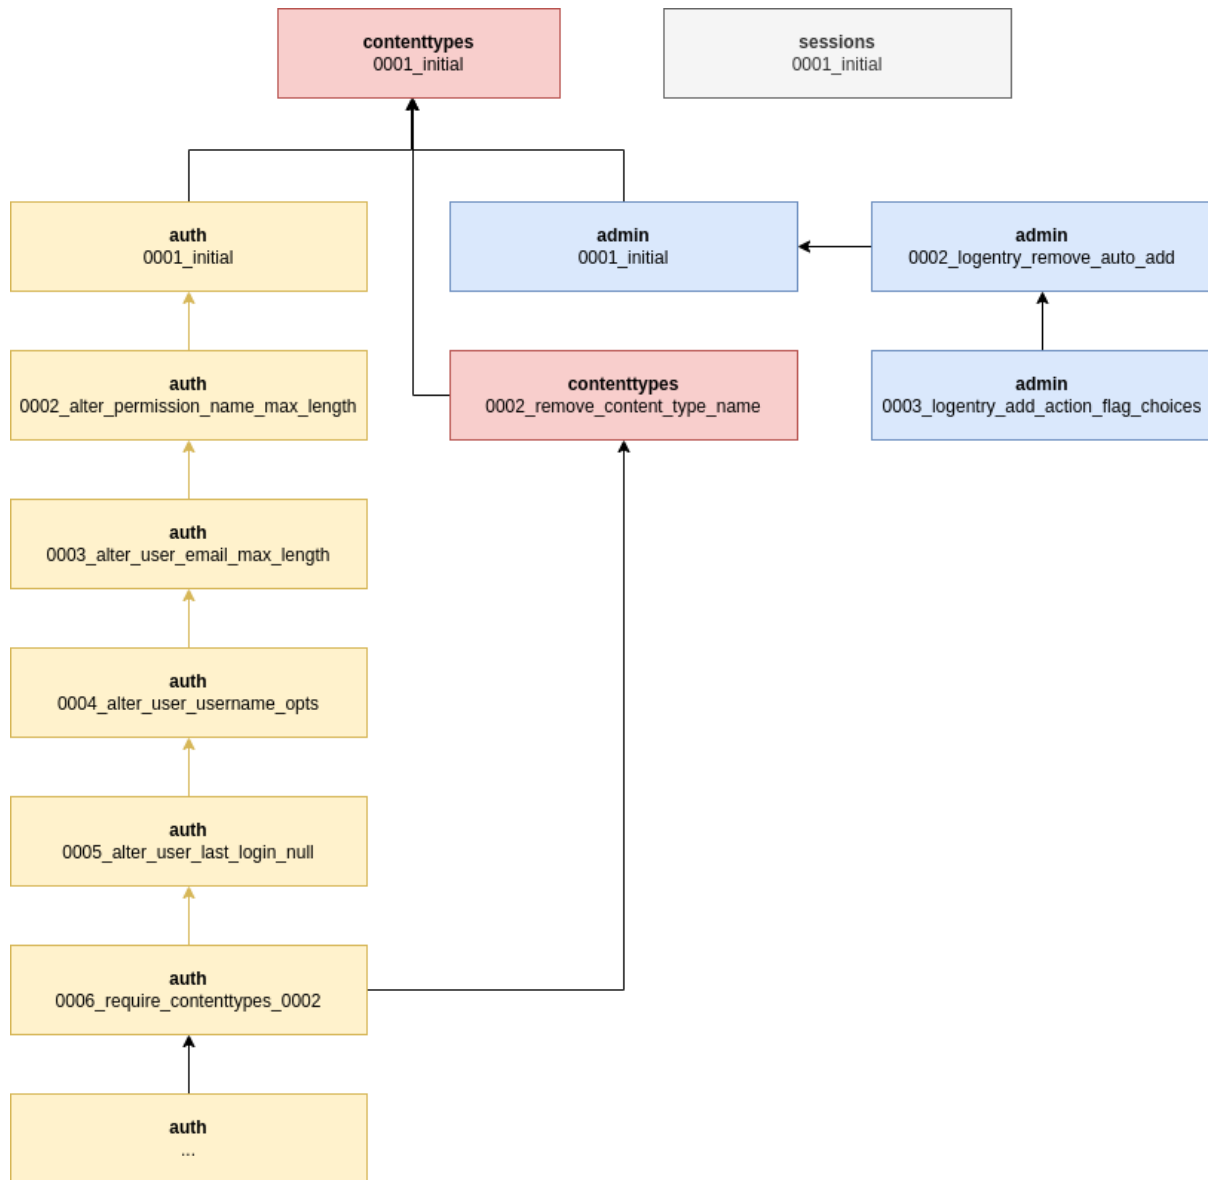 contenttypes
0001_initial
sessions
0001_initial
auth
0001_initial
admin
0001_initial
admin
0002_logentry_remove_auto_add
auth
0002_alter_permission_name_max_length
contenttypes
0002_remove_content_type_name
admin
0003_logentry_add_action_flag_choices
auth
0003_alter_user_email_max_length
auth
0004_alter_user_username_opts
auth
0005_alter_user_last_login_null
auth
0006_require_contenttypes_0002
auth
...